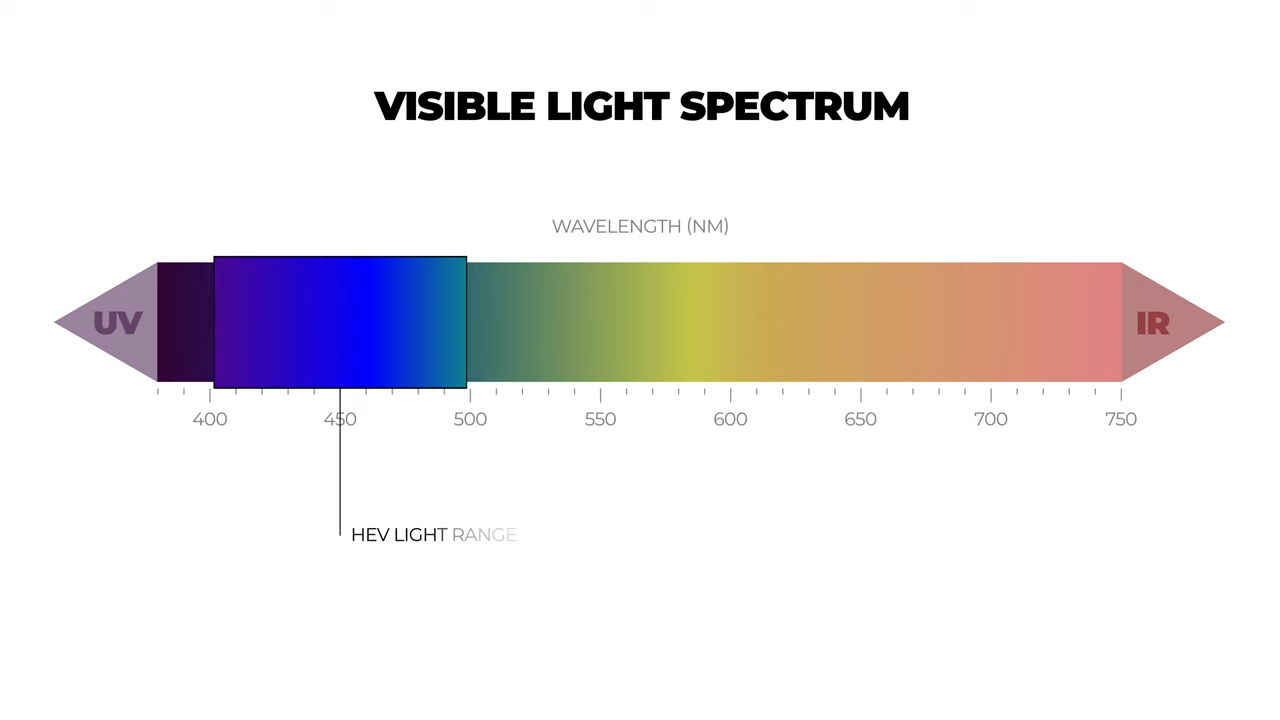 VISIBLE LIGHT SPECTRUM
WAVELENGTH (NM)
UV IR
400 450 500 550 600 650 700 750
HEV LIGHT RANGE